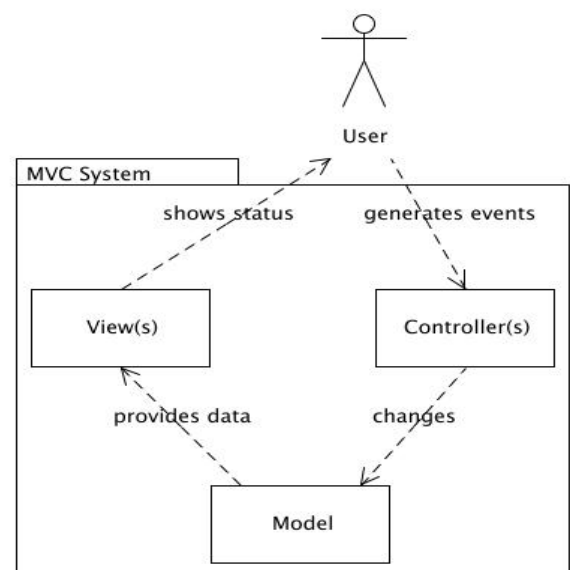 User
MVC System
shows status
generates events
View(s)
Controller(s)
provides data
changes
Model